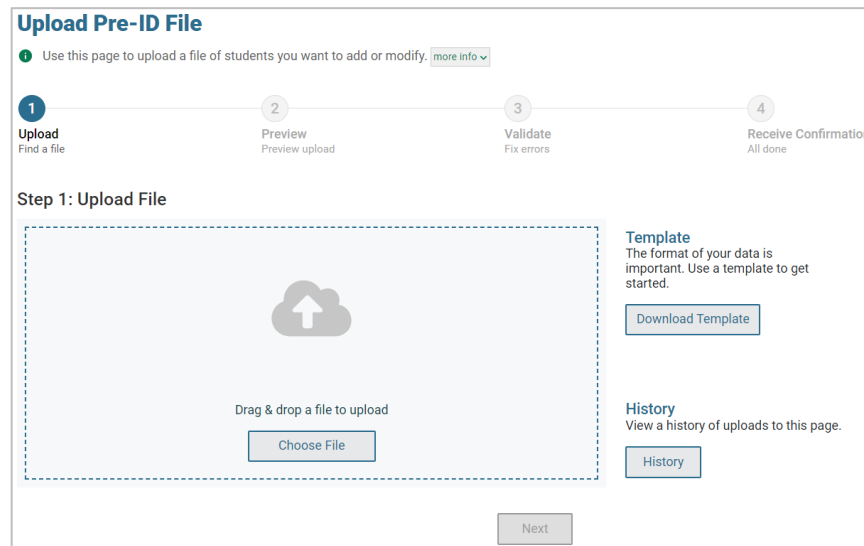 Upload Pre-ID File
Use this page to upload a file of students you want to add or modify. more info
1
Upload
Find a file
2
Preview
Preview upload
3
Validate
Fix errors
4
Receive Confirmation
All done
Step 1: Upload File
Drag & drop a file to upload
Choose File
Template
The format of your data is
important. Use a template to get
started.
Download Template
History
View a history of uploads to this page.
History
Next